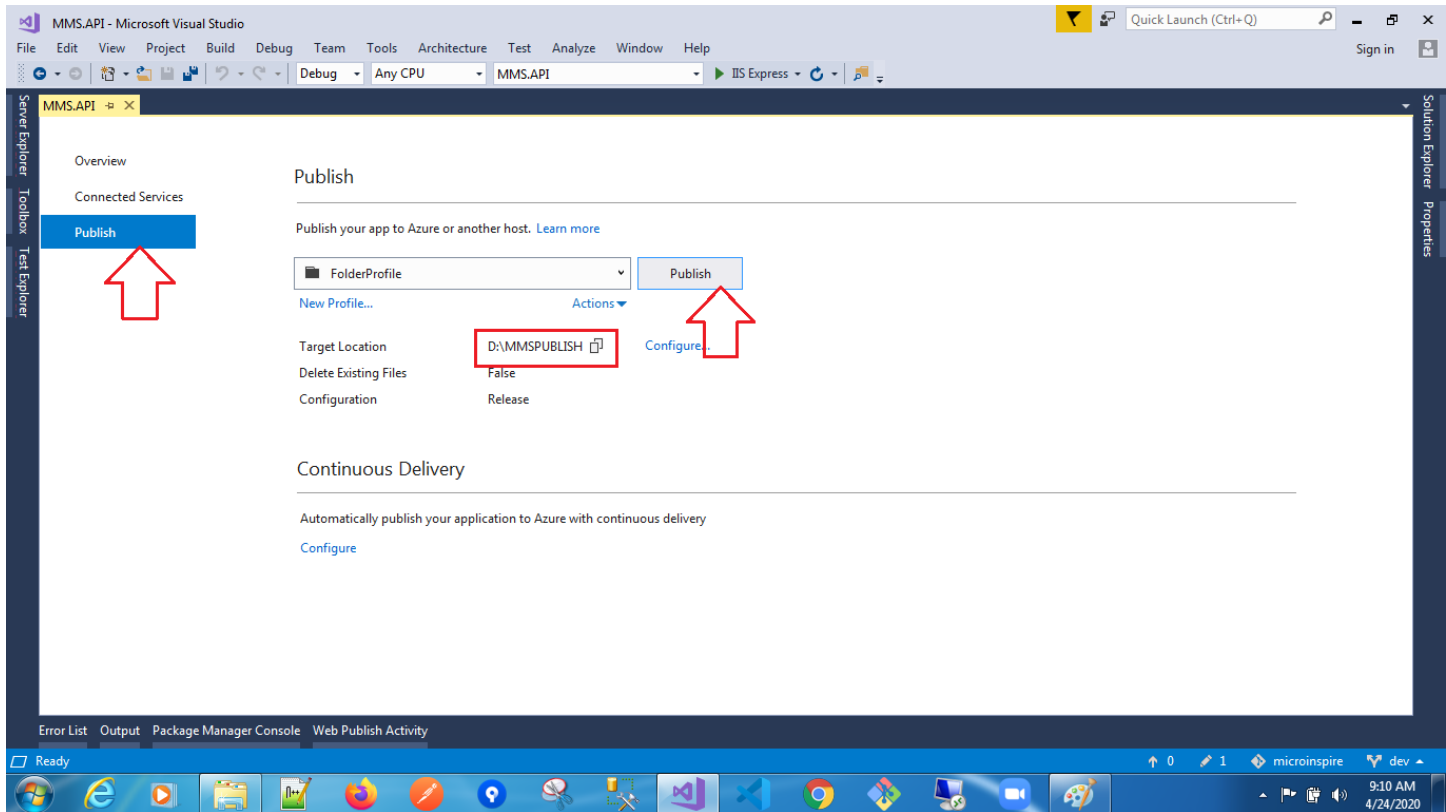 MMS.API - Microsoft Visual Studio
Quick Launch (Ctrl+Q)
File Edit View Project Build Debug Team Tools Architecture Test Analyze Window Help
Sign in
Debug Any CPU MMS.API IIS Express
Server Explorer
Toolbox
Test Explorer
MMS.API
Overview
Connected Services
Publish
Publish
Publish your app to Azure or another host. Learn more
FolderProfile
Publish
New Profile...
Actions
Target Location D:\MMSPUBLISH Configure...
Delete Existing Files False
Configuration Release
Continuous Delivery
Automatically publish your application to Azure with continuous delivery
Configure
Solution Explorer
Properties
Error List Output Package Manager Console Web Publish Activity
Ready
0 1 microinspire dev
9:10 AM
4/24/2020